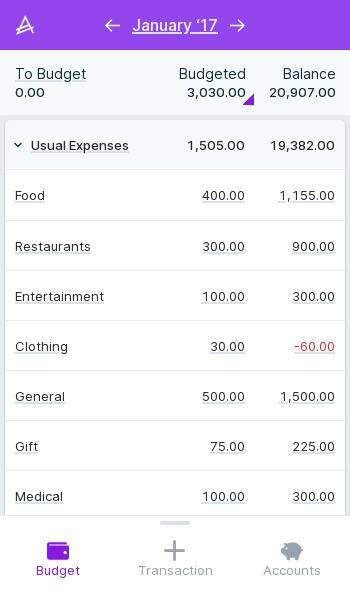 ← January ‘17 →
To Budget Budgeted Balance
0.00 3,030.00 20,907.00
Usual Expenses 1,505.00 19,382.00
Food 400.00 1,155.00
Restaurants 300.00 900.00
Entertainment 100.00 300.00
Clothing 30.00 -60.00
General 500.00 1,500.00
Gift 75.00 225.00
Medical 100.00 300.00
Budget Transaction Accounts